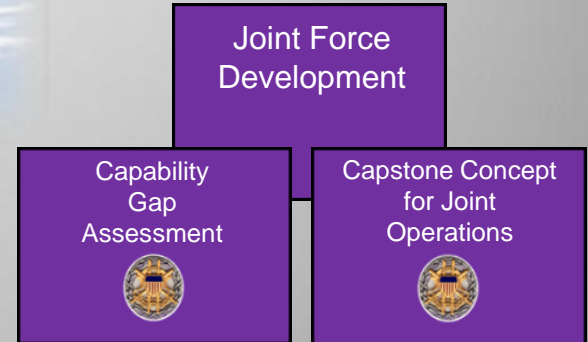 Joint Force
Development
Capability
Gap
Assessment
Capstone Concept
for Joint
Operations